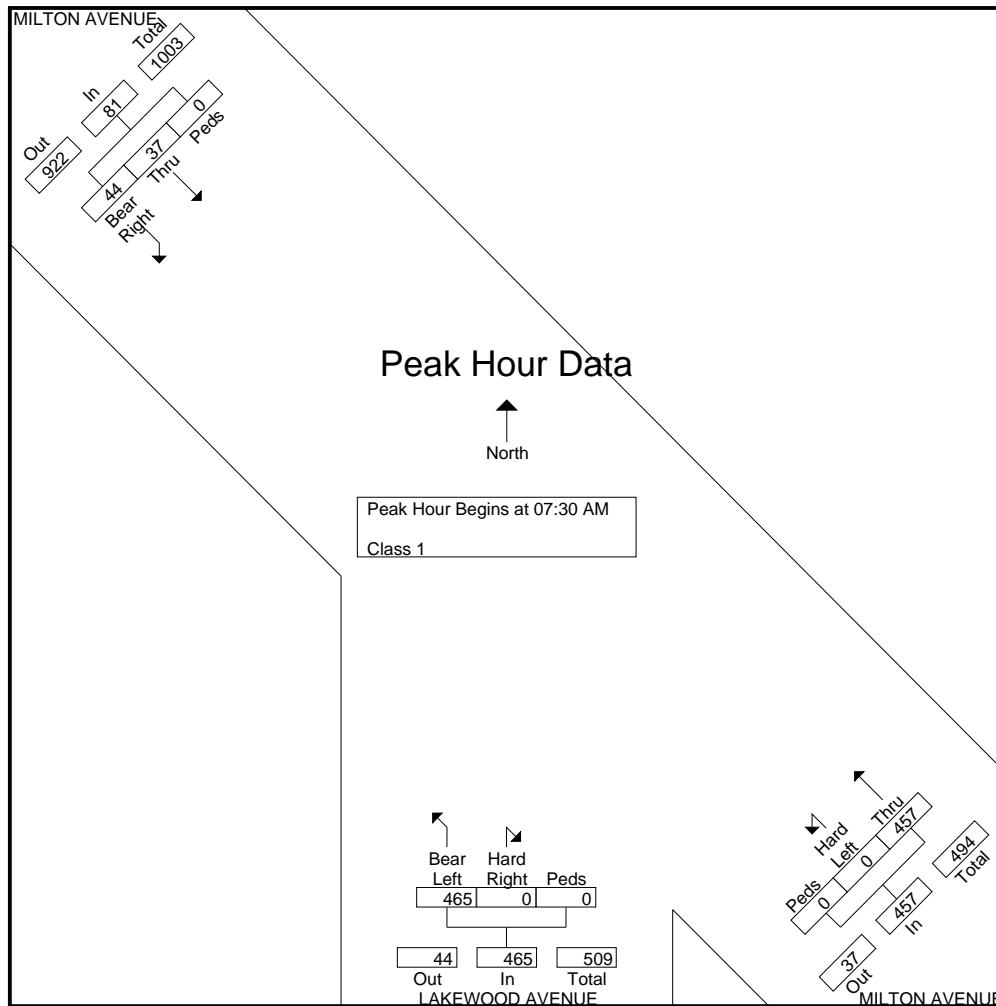 MILTON AVENUE
Total
1003
In
81
Out
922
0
Peds
37
Thru
44
Bear
Right
Peak Hour Data
North
Peak Hour Begins at 07:30 AM
Class 1
Thru
457
Hard
Left
0
Peds
0
494
Total
457
In
37
Out
MILTON AVENUE
Bear Hard
Left Right Peds
465 0 0
44 465 509
Out In Total
LAKEWOOD AVENUE